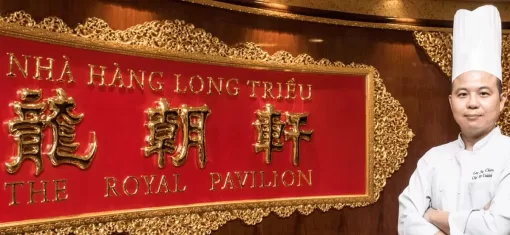 NHÀ HÀNG LONG TRIỀU
龍朝軒
THE ROYAL PAVILION